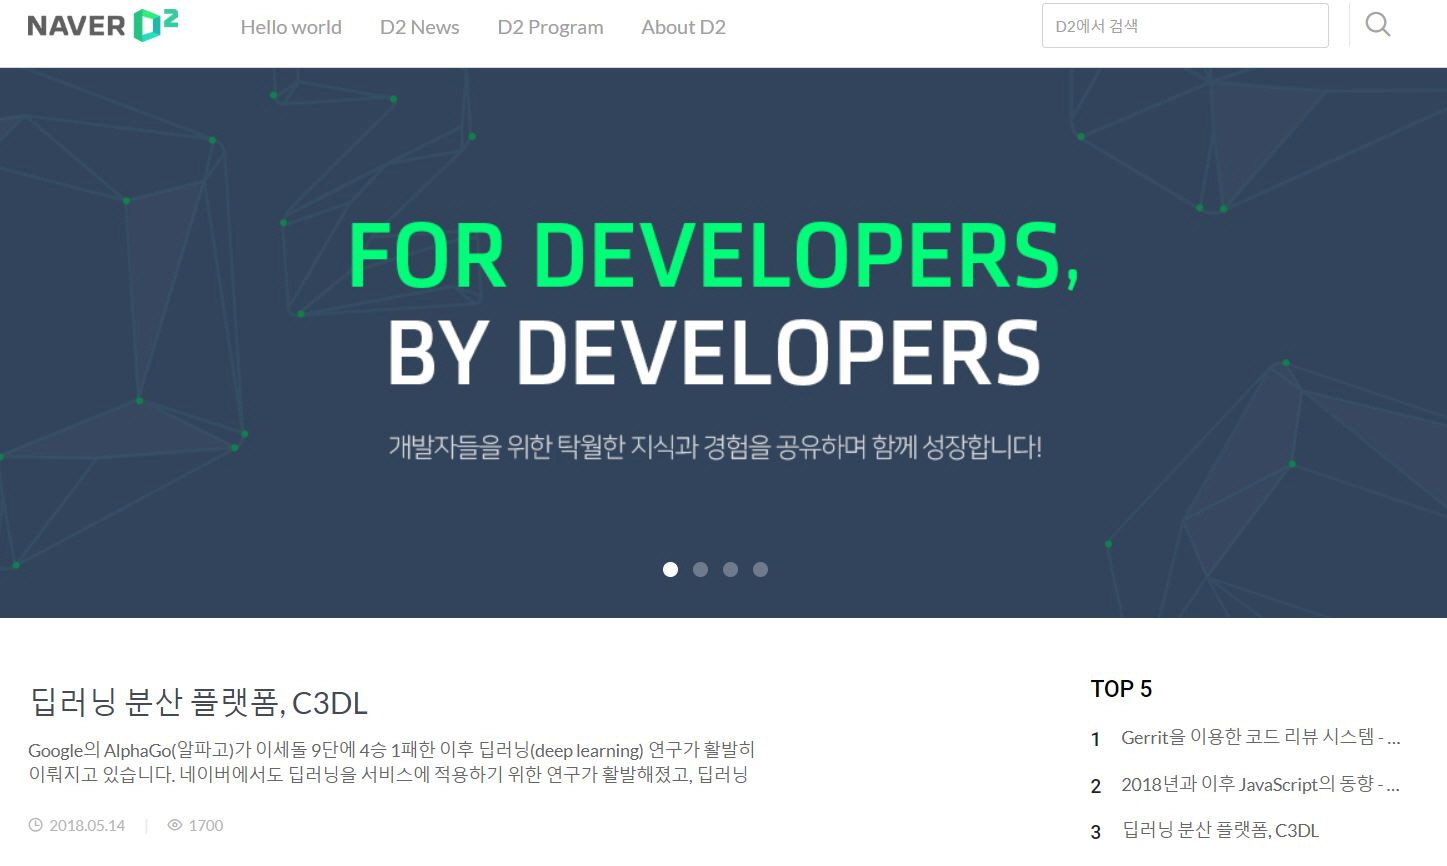 NAVER D2
Hello world
D2 News
D2 Program
About D2
D2에서 검색
FOR DEVELOPERS,
BY DEVELOPERS
개발자들을 위한 탁월한 지식과 경험을 공유하며 함께 성장합니다!
딥러닝 분산 플랫폼, C3DL
Google의 AlphaGo(알파고)가 이세돌 9단에 4승 1패한 이후 딥러닝(deep learning) 연구가 활발히
이뤄지고 있습니다. 네이버에서도 딥러닝을 서비스에 적용하기 위한 연구가 활발해졌고, 딥러닝
2018.05.14
1700
TOP 5
1 Gerrit을 이용한 코드 리뷰 시스템 - ...
2 2018년과 이후 JavaScript의 동향 - ...
3 딥러닝 분산 플랫폼, C3DL